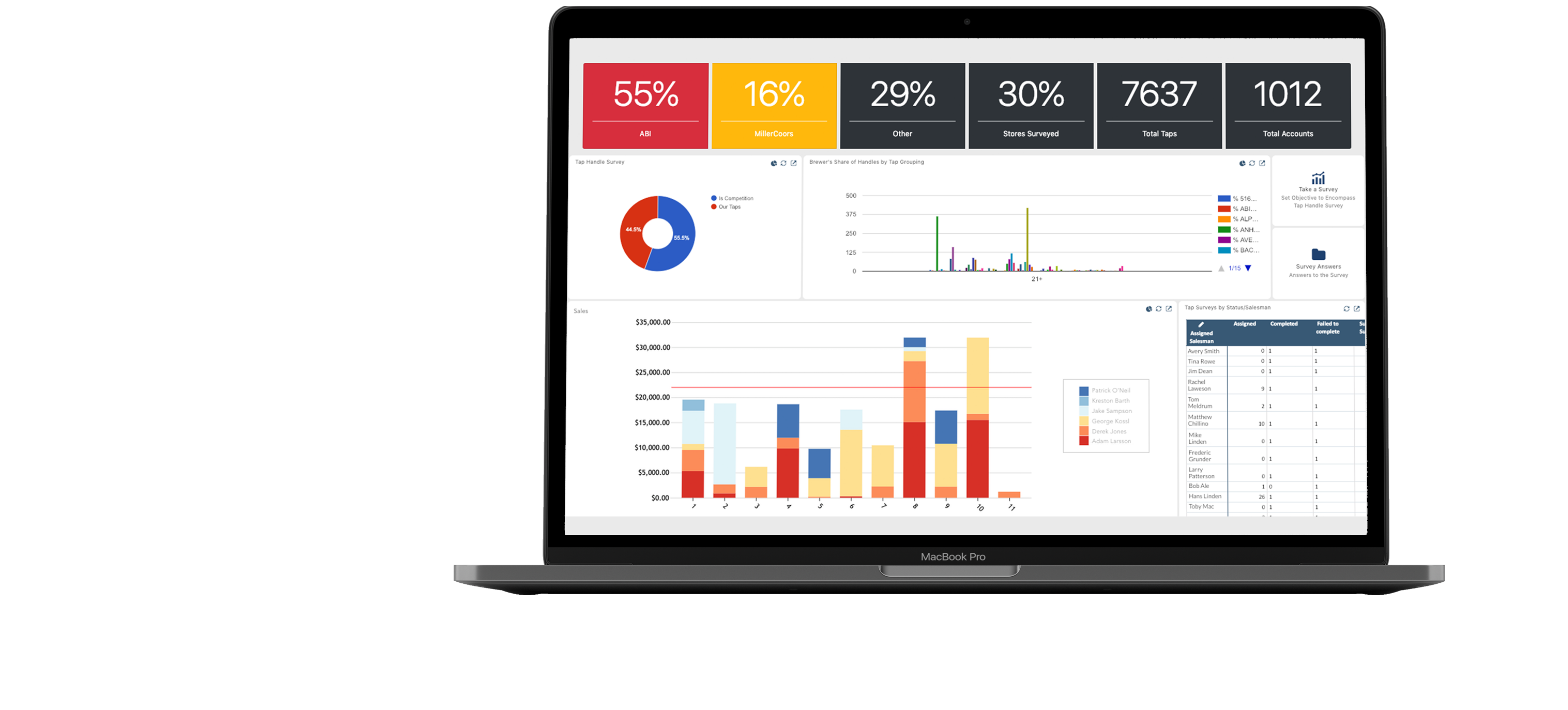 55%
ABI
16%
MillerCoors
29%
Other
30%
Stores Surveyed
7637
Total Taps
1012
Total Accounts
Tap Handle Survey
44.5%
55.5%
Is Competition
Our Taps
Brewer's Share of Handles by Tap Grouping
500
375
250
125
0
21+
% 516...
% ABI...
% ALP...
% ANH...
% AVE...
% BAC...
1/15
Take a Survey
Set Objective to Encompass
Tap Handle Survey
Survey Answers
Answers to the Survey
Sales
$35,000.00
$30,000.00
$25,000.00
$20,000.00
$15,000.00
$10,000.00
$5,000.00
$0.00
1 2 3 4 5 6 7 8 9 10 11
Patrick O'Neil
Kreston Barth
Jake Sampson
George Kood
Derek Jones
Adam Larsson
Tap Surveys by Status/Salesman
Assigned Completed Failed to
complete
Assigned
Salesman
Avery Smith 0 1 1
Tina Rowe 0 1 1
Jim Dean 0 1 1
Rachel
Laweson 9 1 1
Tom
Meldrum 2 1 1
Matthew
Chillino 10 1 1
Mike
Linden 0 1 1
Frederic
Grunder 0 1 1
Larry
Patterson 0 1 1
Bob Ale 1 0 1
Hans Linden 26 1 1
Toby Mac 0 1 1
MacBook Pro